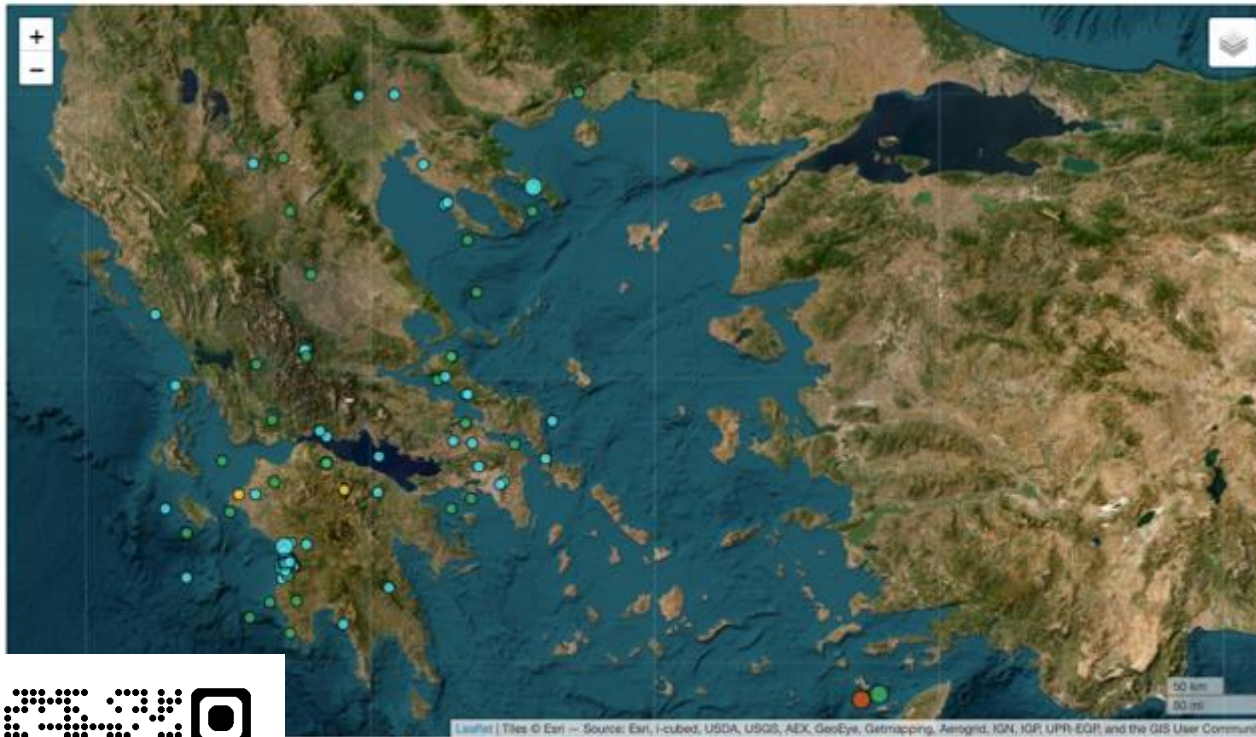 +
−
50 km
50 mi
Leaflet | Tiles © Esri — Source: Esri, i-cubed, USDA, USGS, AEX, GeoEye, Getmapping, Aerogrid, IGN, IGP, UPR-EGP, and the GIS User